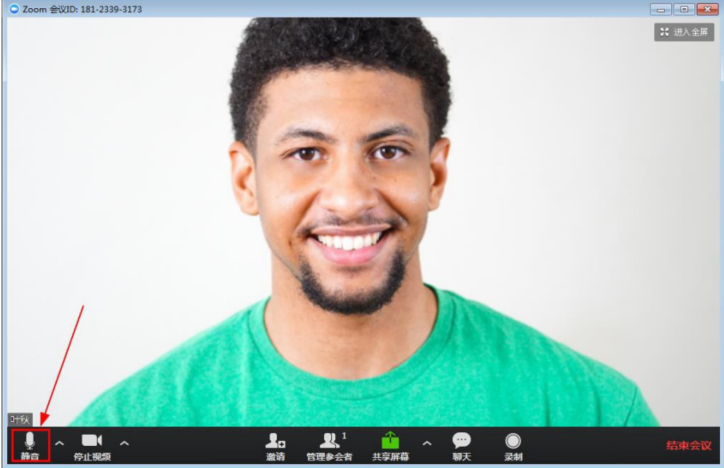 Zoom 会议ID: 181-2339-3173
进入全屏
叶秋
静音
停止视频
邀请
1
管理参会者
共享屏幕
聊天
录制
结束会议